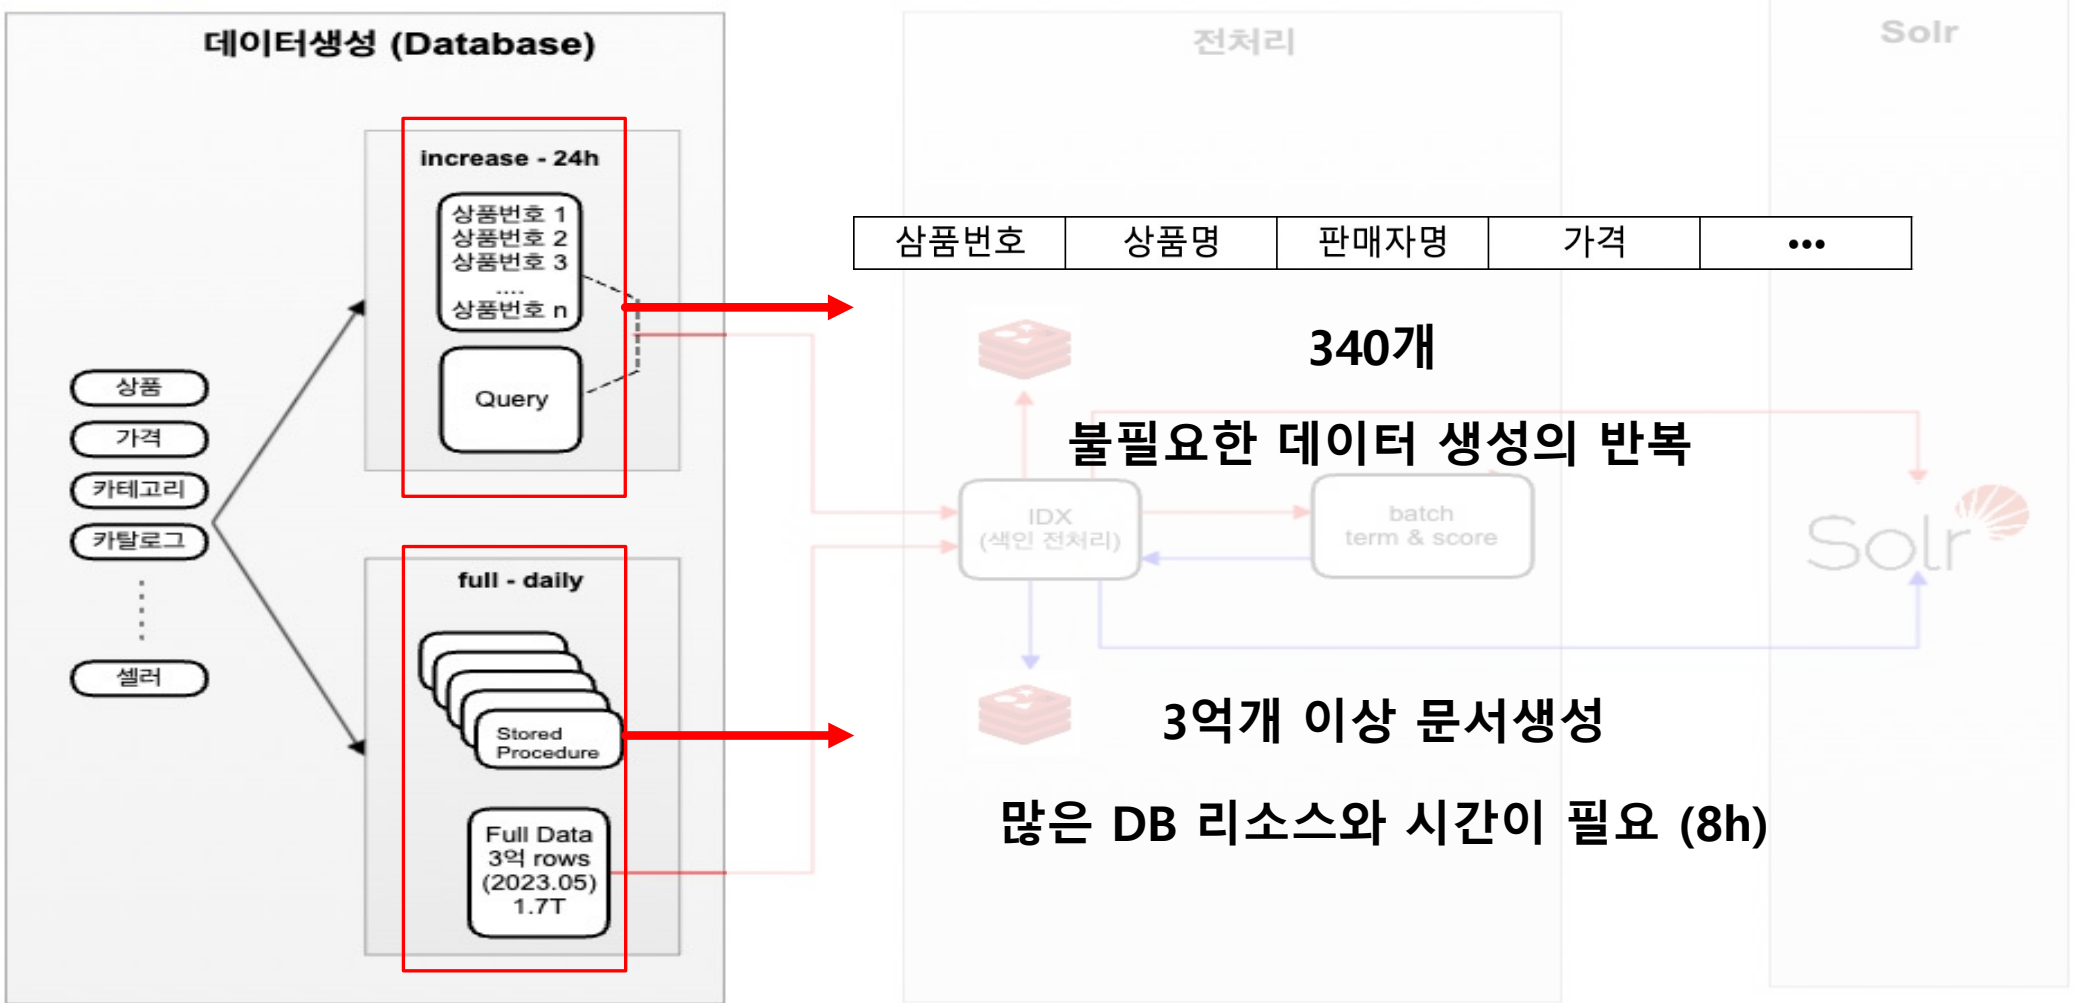 데이터생성 (Database)
전처리
Solr
increase - 24h
상품번호 1
상품번호 2
상품번호 3
....
상품번호 n
Query
상품
가격
카테고리
카탈로그
셀러
full - daily
Stored
Procedure
Full Data
3억 rows
(2023.05)
1.7T
삼품번호 상품명 판매자명 가격 •••
340개
불필요한 데이터 생성의 반복
IDX
(색인 전처리)
batch
term & score
Solr
3억개 이상 문서생성
많은 DB 리소스와 시간이 필요 (8h)